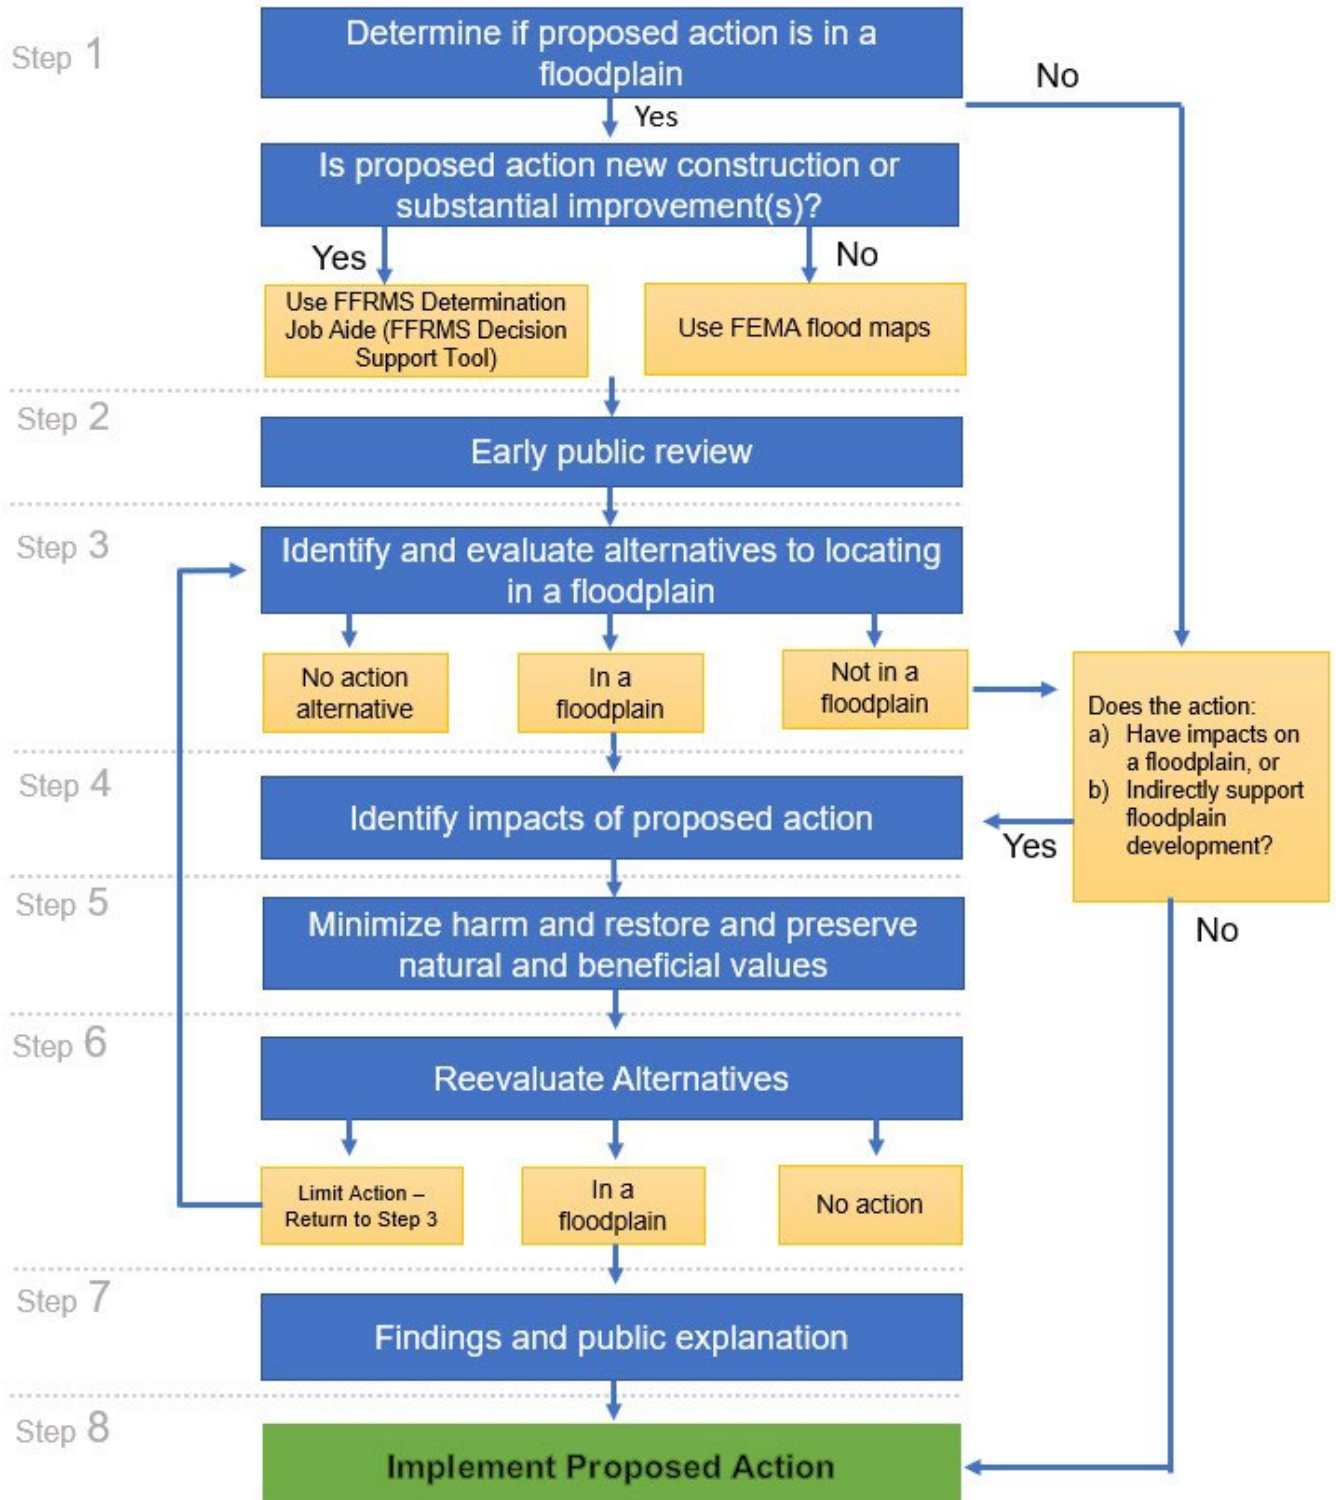 Step 1
Determine if proposed action is in a
floodplain
No
Yes
Is proposed action new construction or
substantial improvement(s)?
Yes
No
Use FFRMS Determination
Job Aide (FFRMS Decision
Support Tool)
Use FEMA flood maps
Step 2
Early public review
Step 3
Identify and evaluate alternatives to locating
in a floodplain
No action
alternative
In a
floodplain
Not in a
floodplain
Does the action:
a) Have impacts on
a floodplain, or
b) Indirectly support
floodplain
development?
Yes
No
Step 4
Identify impacts of proposed action
Step 5
Minimize harm and restore and preserve
natural and beneficial values
Step 6
Reevaluate Alternatives
Limit Action –
Return to Step 3
In a
floodplain
No action
Step 7
Findings and public explanation
Step 8
Implement Proposed Action